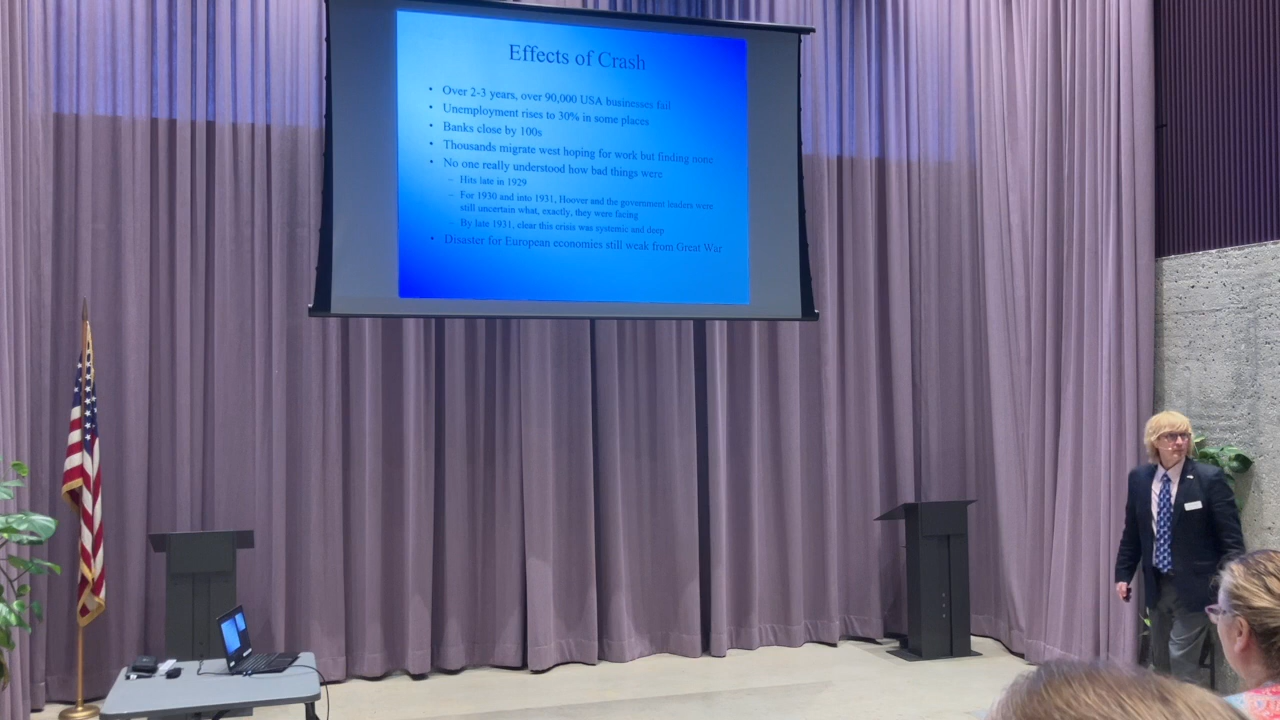 Effects of Crash
• Over 2-3 years, over 90,000 USA businesses fail
• Unemployment rises to 30% in some places
• Banks close by 100s
• Thousands migrate west hoping for work but finding none
• No one really understood how bad things were
– Hits late in 1929
– For 1930 and into 1931, Hoover and the government leaders were
still uncertain what, exactly, they were facing
– By late 1931, clear this crisis was systemic and deep
• Disaster for European economies still weak from Great War